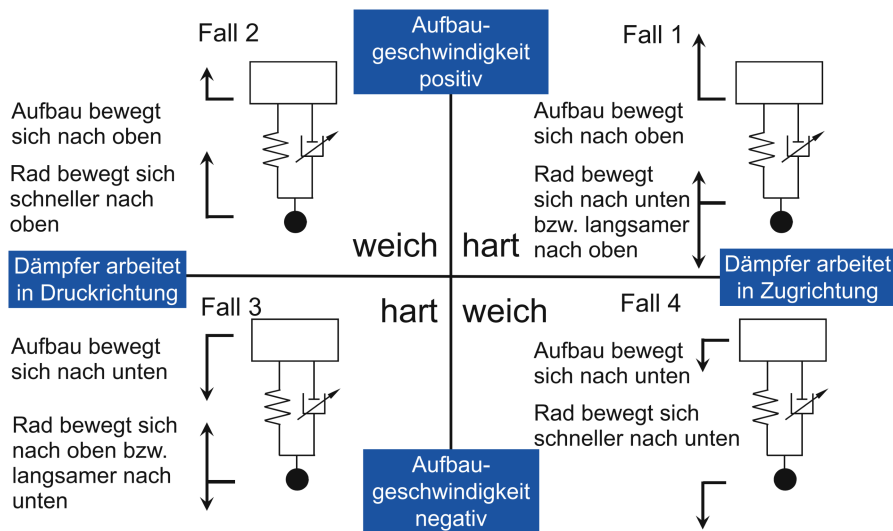 Aufbau-
geschwindigkeit
positiv
Fall 2
Aufbau bewegt
sich nach oben
Rad bewegt sich
schneller nach
oben
Fall 1
Aufbau bewegt
sich nach oben
Rad bewegt
sich nach unten
bzw. langsamer
nach oben
weich
hart
Dämpfer arbeitet
in Druckrichtung
Dämpfer arbeitet
in Zugrichtung
hart
weich
Fall 3
Aufbau bewegt
sich nach unten
Rad bewegt sich
nach oben bzw.
langsamer nach
unten
Fall 4
Aufbau bewegt
sich nach unten
Rad bewegt sich
schneller nach unten
Aufbau-
geschwindigkeit
negativ